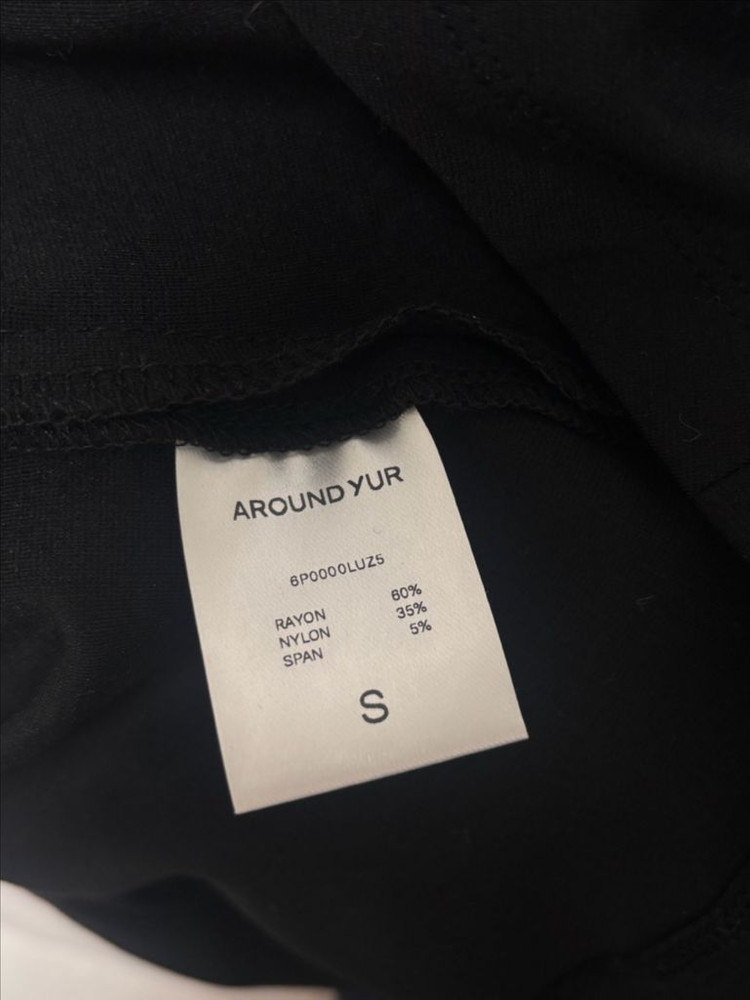 AROUND YUR
6P0000LUZ5
RAYON 60%
NYLON 35%
SPAN 5%
S